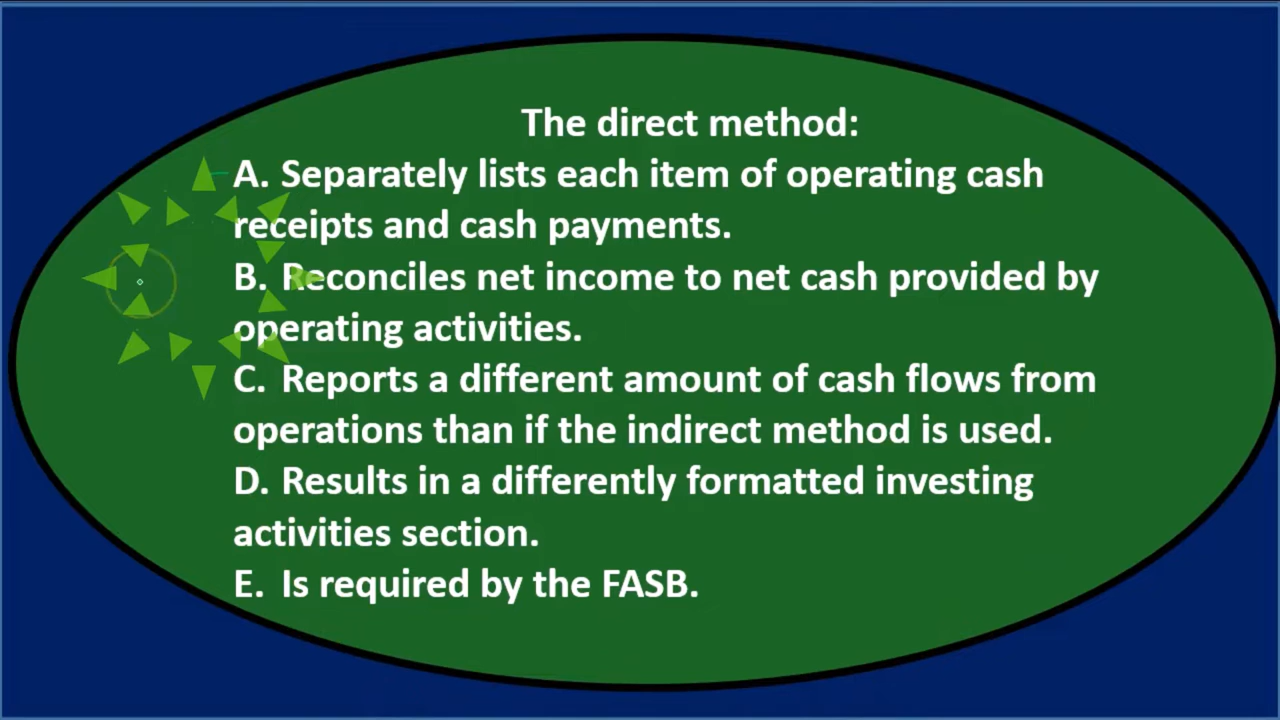 The direct method:
A. Separately lists each item of operating cash
receipts and cash payments.
B. Reconciles net income to net cash provided by
operating activities.
C. Reports a different amount of cash flows from
operations than if the indirect method is used.
D. Results in a differently formatted investing
activities section.
E. Is required by the FASB.